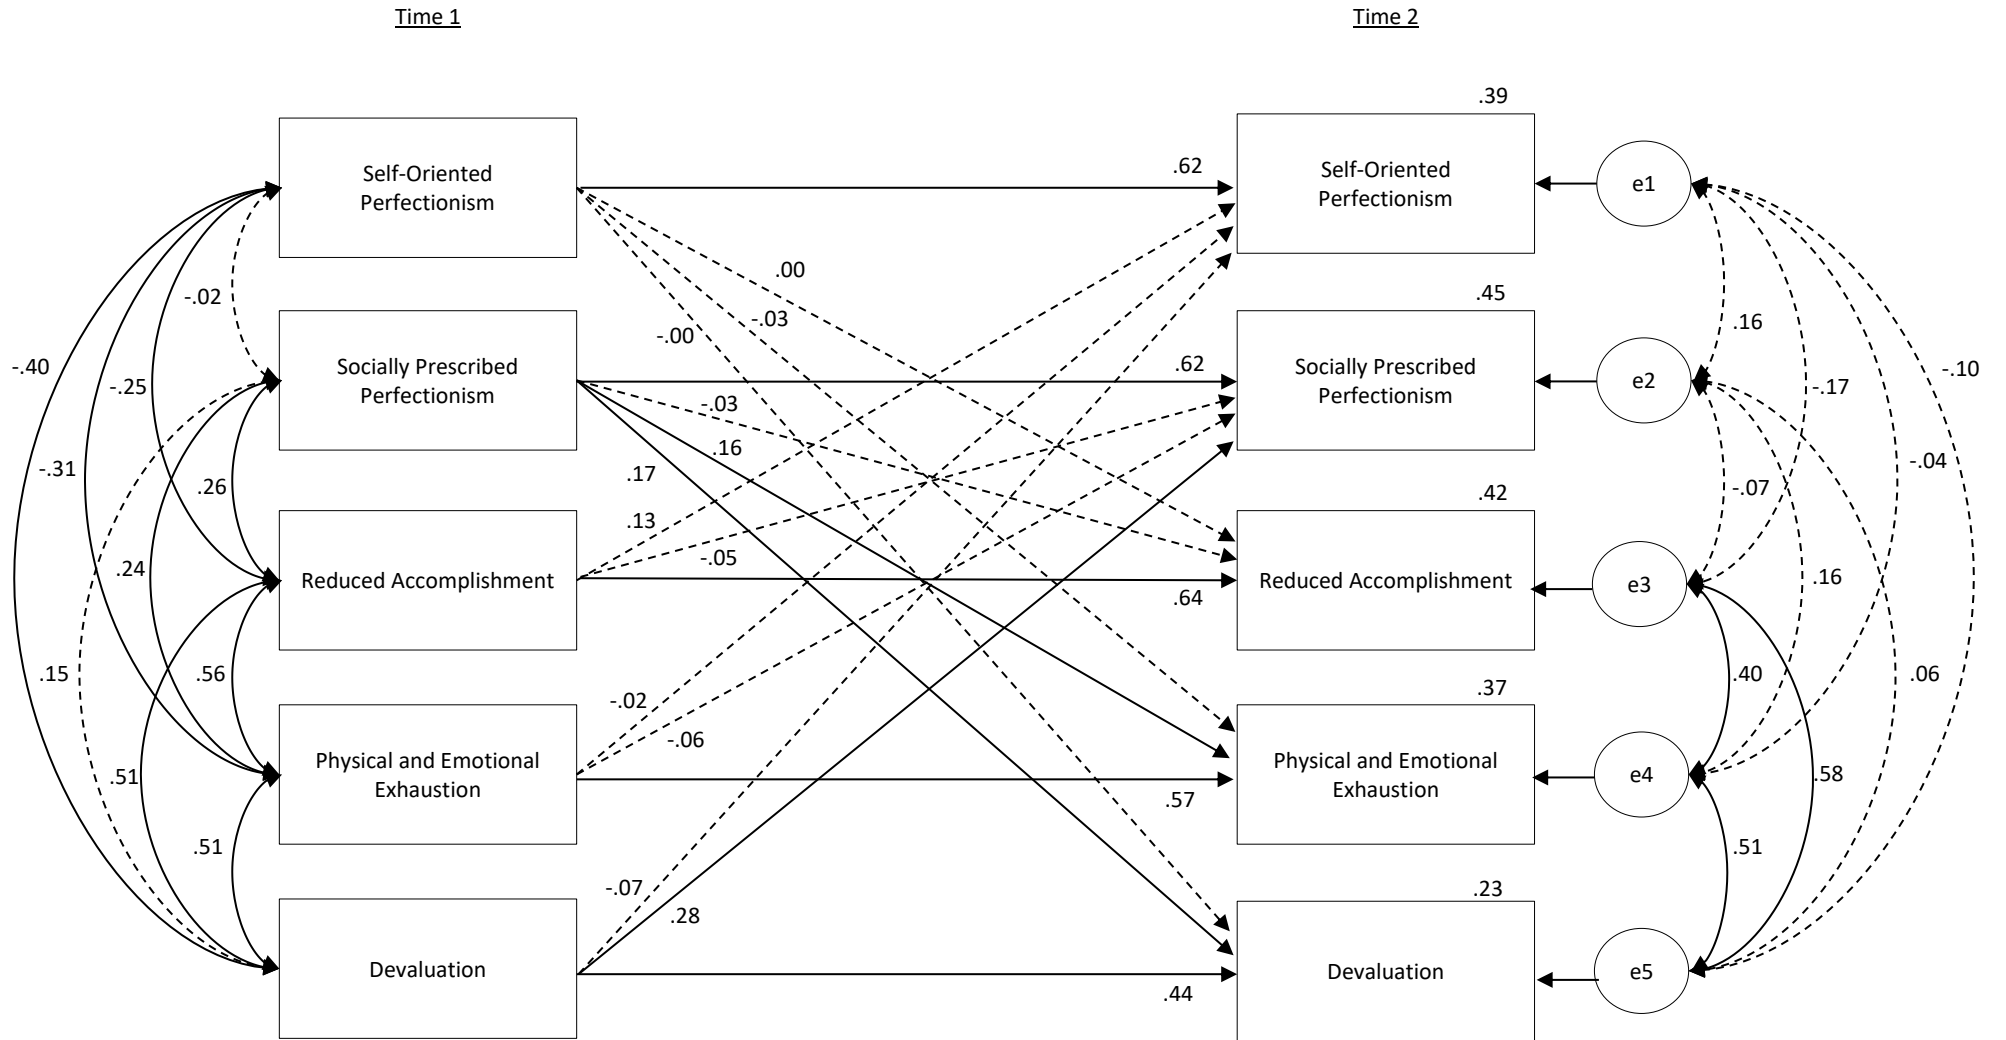 Time 1
Time 2
.39
Self-Oriented
Perfectionism
.62
Self-Oriented
Perfectionism
e1
.00
-.02
-.03
-.00
.45
.16
-.40
-.25
Socially Prescribed
Perfectionism
.62
-.03
.16
.17
Socially Prescribed
Perfectionism
e2
-.17
-.10
-.31
.26
-.04
-.07
.42
.13
-.05
.24
Reduced Accomplishment
.64
Reduced Accomplishment
e3
.16
.15
.56
.40
.06
.37
-.02
-.06
.51
Physical and Emotional
Exhaustion
.57
Physical and Emotional
Exhaustion
e4
.58
.51
.51
.23
-.07
.28
Devaluation
.44
Devaluation
e5